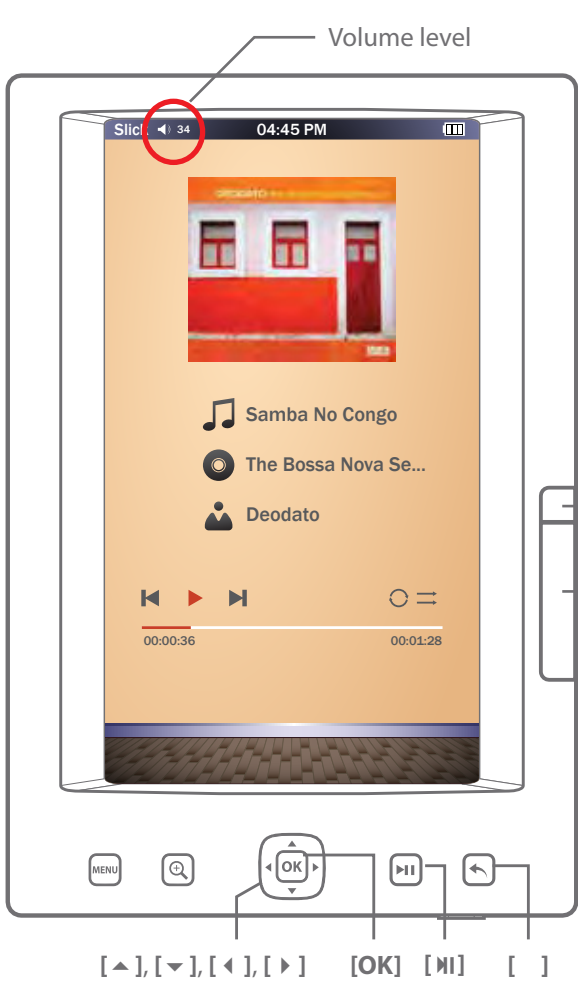 Volume level
Slick 34 04:45 PM
DEODATO
Samba No Congo
The Bossa Nova Se...
Deodato
00:00:36 00:01:28
MENU OK
[ ], [ ], [ ], [ ] [OK] [ ] [ ]